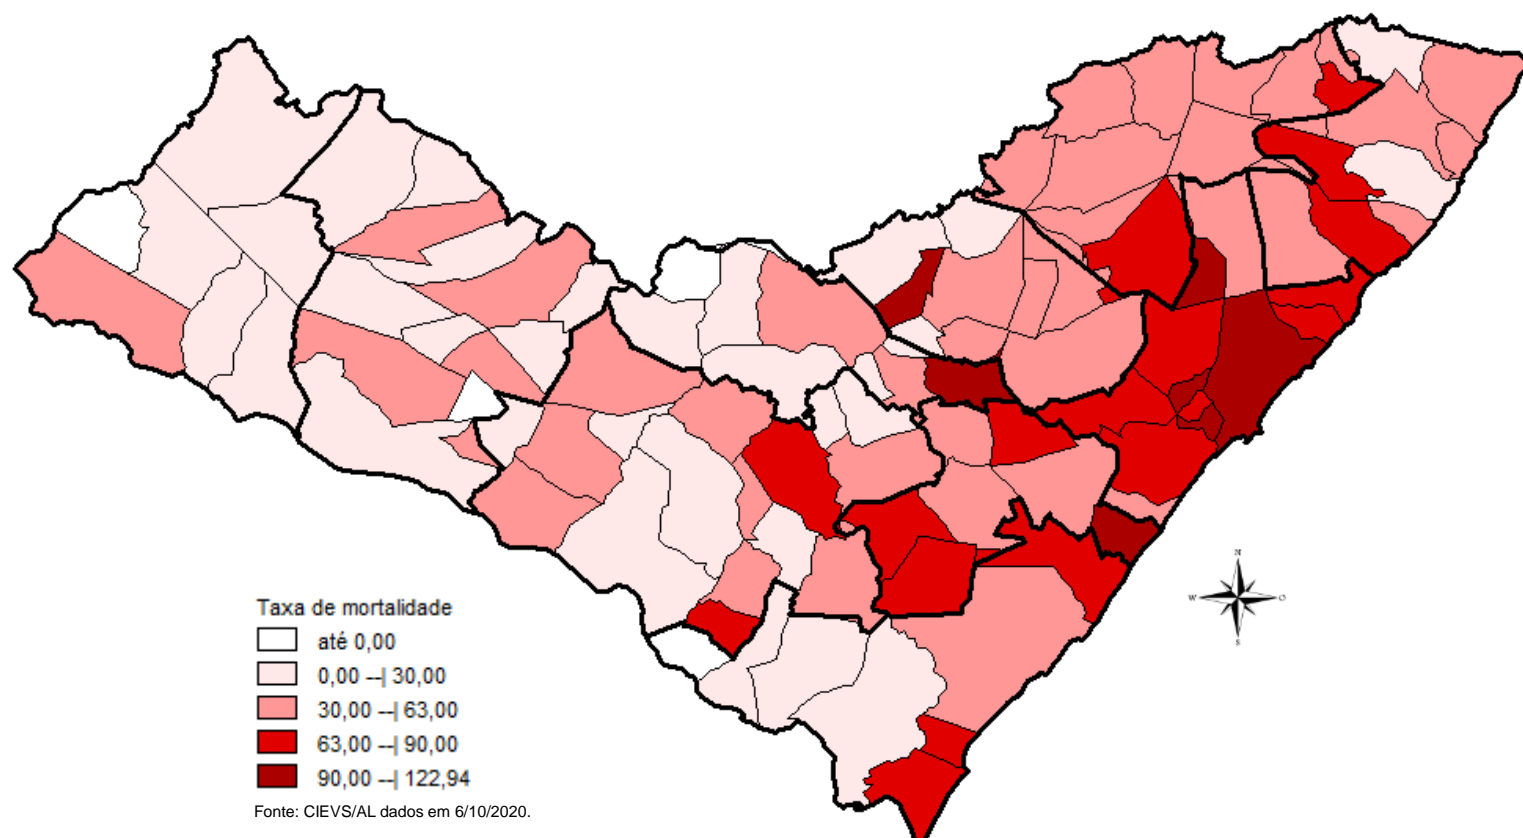 Taxa de mortalidade
até 0,00
0,00 --| 30,00
30,00 --| 63,00
63,00 --| 90,00
90,00 --| 122,94
Fonte: CIEVS/AL dados em 6/10/2020.
N
W O
S